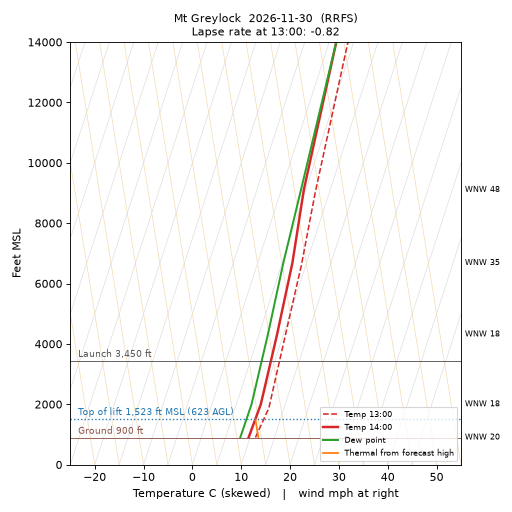 Mt Greylock  2026-11-30  (RRFS)
Lapse rate at 13:00: -0.82
14000
12000
10000
8000
6000
4000
2000
0
Feet MSL
WNW 48
WNW 35
WNW 18
WNW 18
WNW 20
Launch 3,450 ft
Top of lift 1,523 ft MSL (623 AGL)
Ground 900 ft
Temp 13:00
Temp 14:00
Dew point
Thermal from forecast high
−20 −10 0 10 20 30 40 50
Temperature C (skewed)   |   wind mph at right